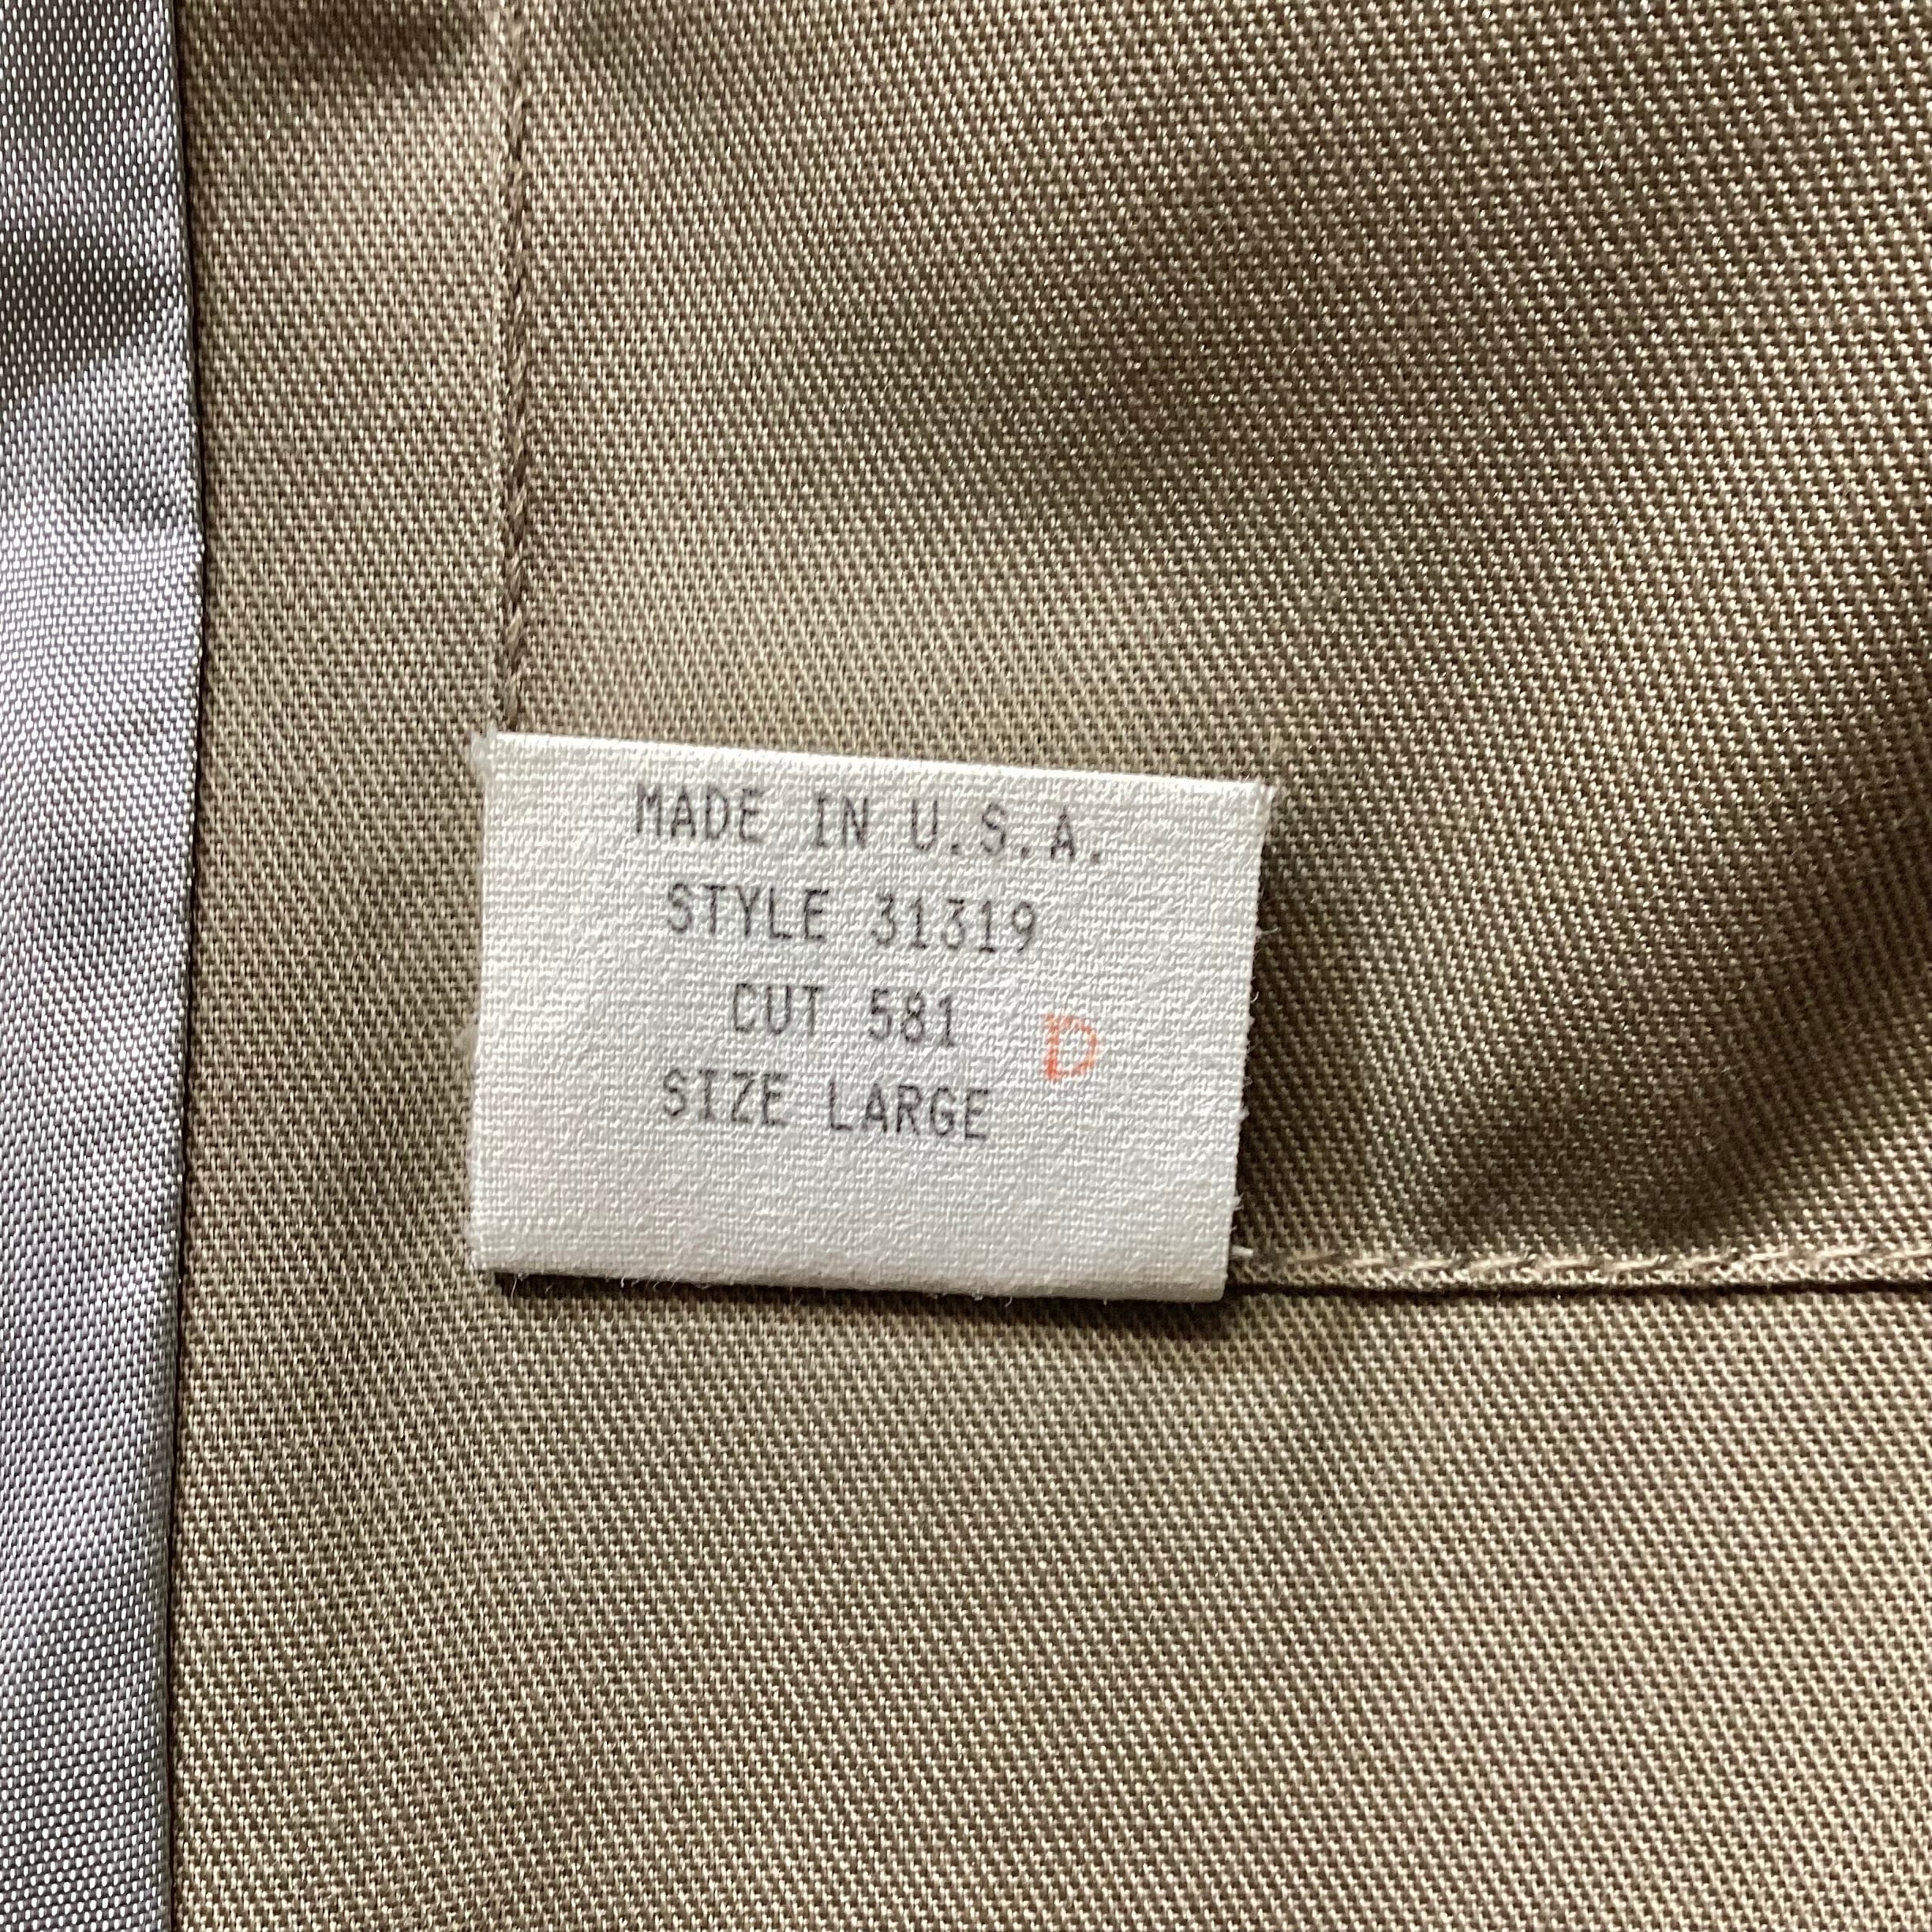 MADE IN U.S.A.
STYLE 31319
CUT 581
D
SIZE LARGE